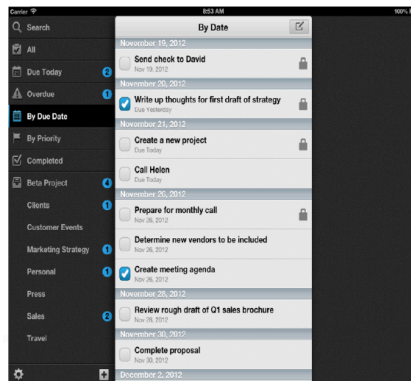 Carrier 8:53 AM 100%
Search
All
Due Today 2
Overdue 1
By Due Date
By Priority
Completed
Beta Project 4
Clients 1
Customer Events
Marketing Strategy 1
Personal 1
Press
Sales 2
Travel
By Date
November 19, 2012
Send check to David
Nov 19, 2012
November 20, 2012
Write up thoughts for first draft of strategy
Due Yesterday
November 21, 2012
Create a new project
Due Today
Call Helen
Due Today
November 26, 2012
Prepare for monthly call
Nov 26, 2012
Determine new vendors to be included
Nov 26, 2012
Create meeting agenda
Nov 26, 2012
November 28, 2012
Review rough draft of Q1 sales brochure
Nov 28, 2012
November 30, 2012
Complete proposal
Nov 30, 2012
December 2, 2012